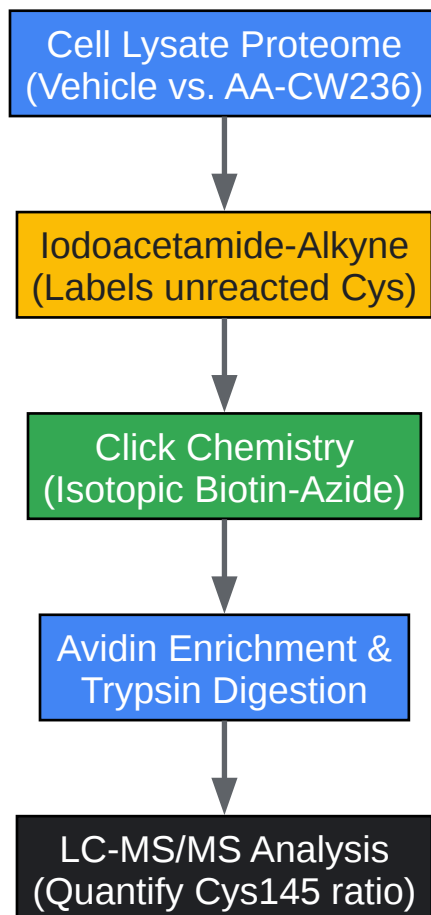 Cell Lysate Proteome
(Vehicle vs. AA-CW236)
Iodoacetamide-Alkyne
(Labels unreacted Cys)
Click Chemistry
(Isotopic Biotin-Azide)
Avidin Enrichment &
Trypsin Digestion
LC-MS/MS Analysis
(Quantify Cys145 ratio)